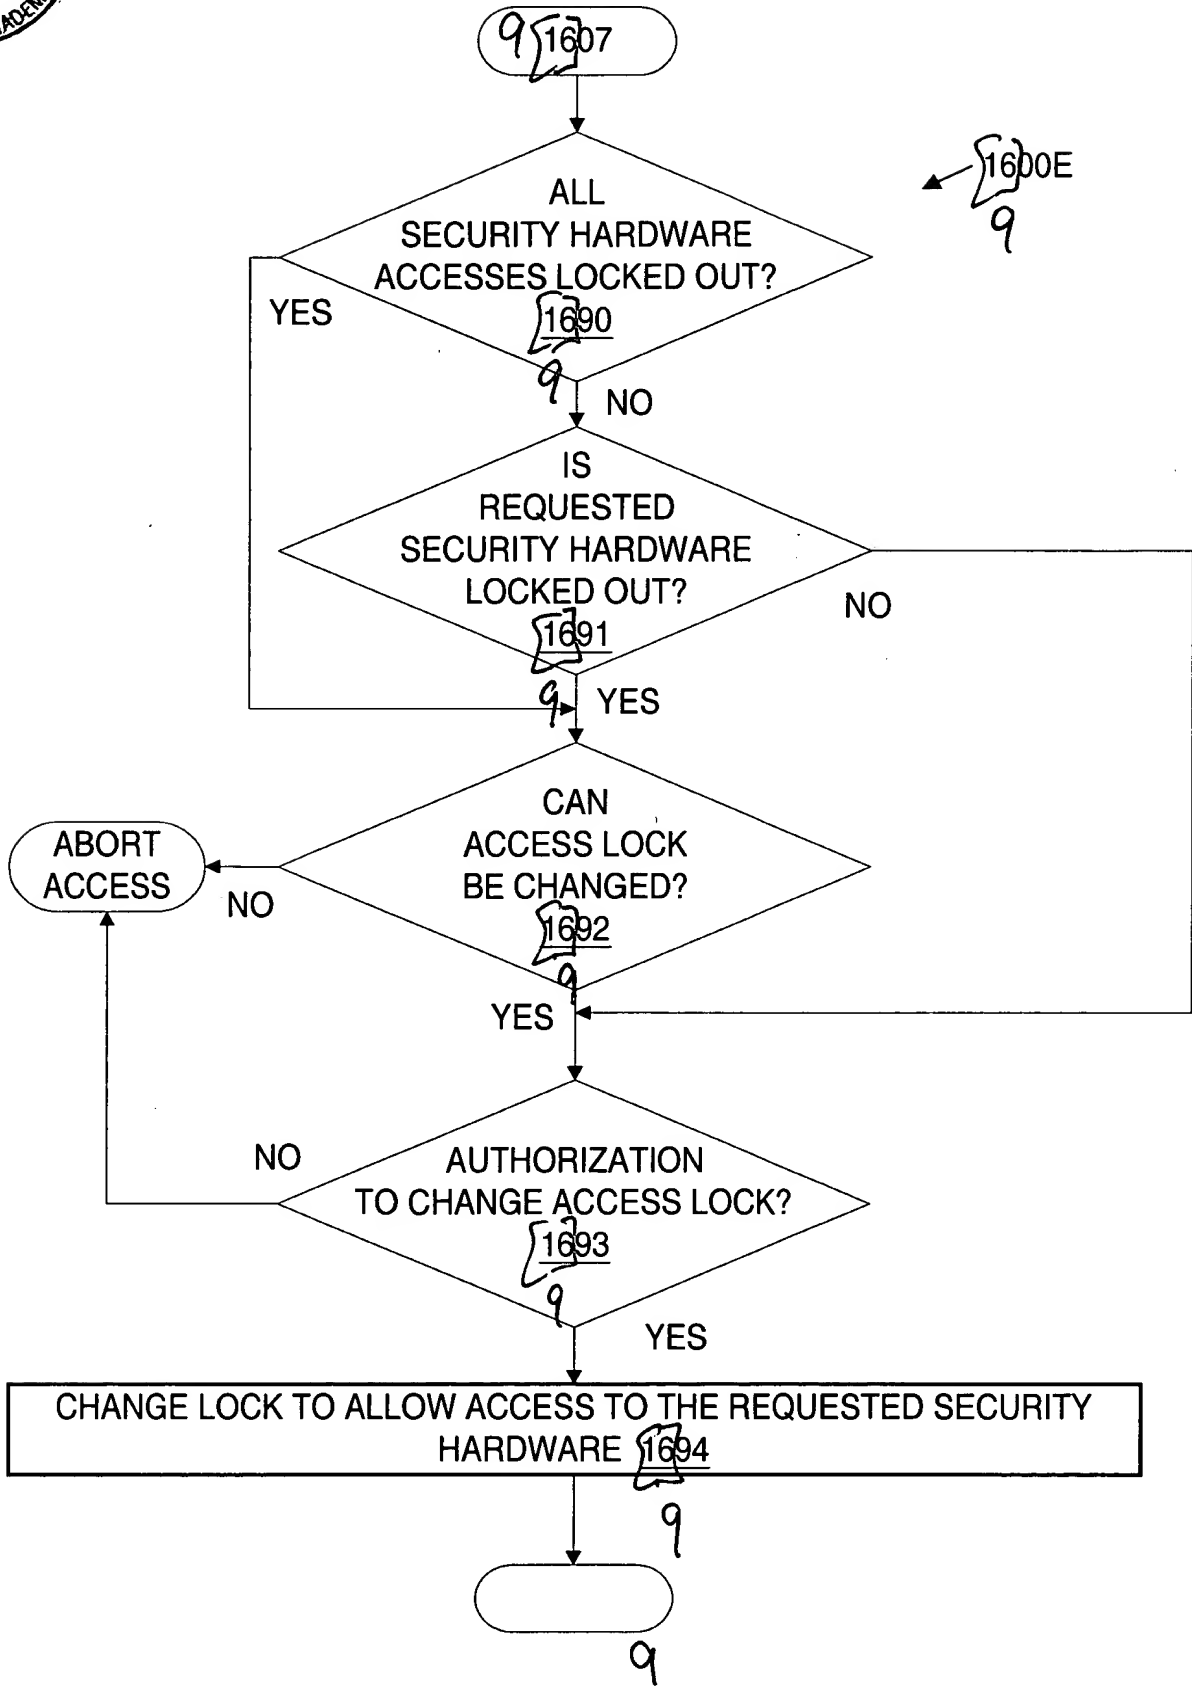 9 1607
1600E
9
ALL
SECURITY HARDWARE
ACCESSES LOCKED OUT?
YES
1690
9
NO
IS
REQUESTED
SECURITY HARDWARE
LOCKED OUT?
NO
1691
9
YES
CAN
ACCESS LOCK
BE CHANGED?
ABORT
ACCESS
NO
1692
9
YES
NO
AUTHORIZATION
TO CHANGE ACCESS LOCK?
1693
9
YES
CHANGE LOCK TO ALLOW ACCESS TO THE REQUESTED SECURITY
HARDWARE 1694
9
9